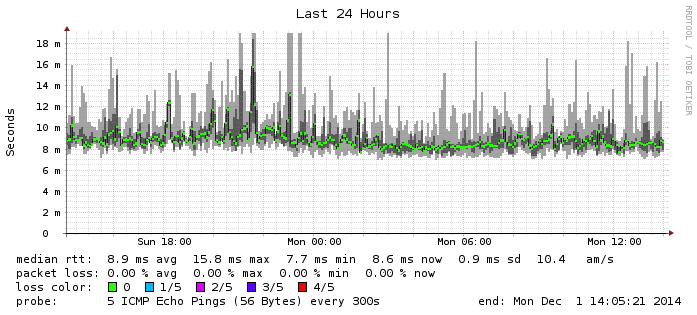 Last 24 Hours
RRDTOOL / TOBI OETIKER
Seconds
18 m
16 m
14 m
12 m
10 m
8 m
6 m
4 m
2 m
0
Sun 18:00 Mon 00:00 Mon 06:00 Mon 12:00
median rtt: 8.9 ms avg 15.8 ms max 7.7 ms min 8.6 ms now 0.9 ms sd 10.4 am/s
packet loss: 0.00 % avg 0.00 % max 0.00 % min 0.00 % now
loss color: 0 1/5 2/5 3/5 4/5
probe: 5 ICMP Echo Pings (56 Bytes) every 300s end: Mon Dec 1 14:05:21 2014